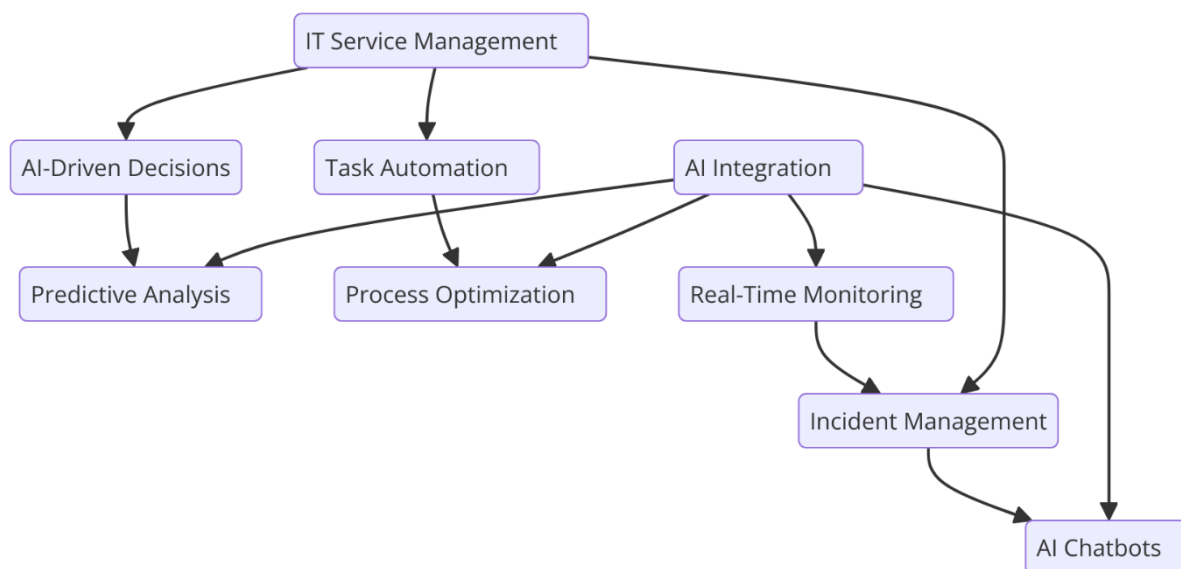 IT Service Management
AI-Driven Decisions
Task Automation
AI Integration
Predictive Analysis
Process Optimization
Real-Time Monitoring
Incident Management
AI Chatbots